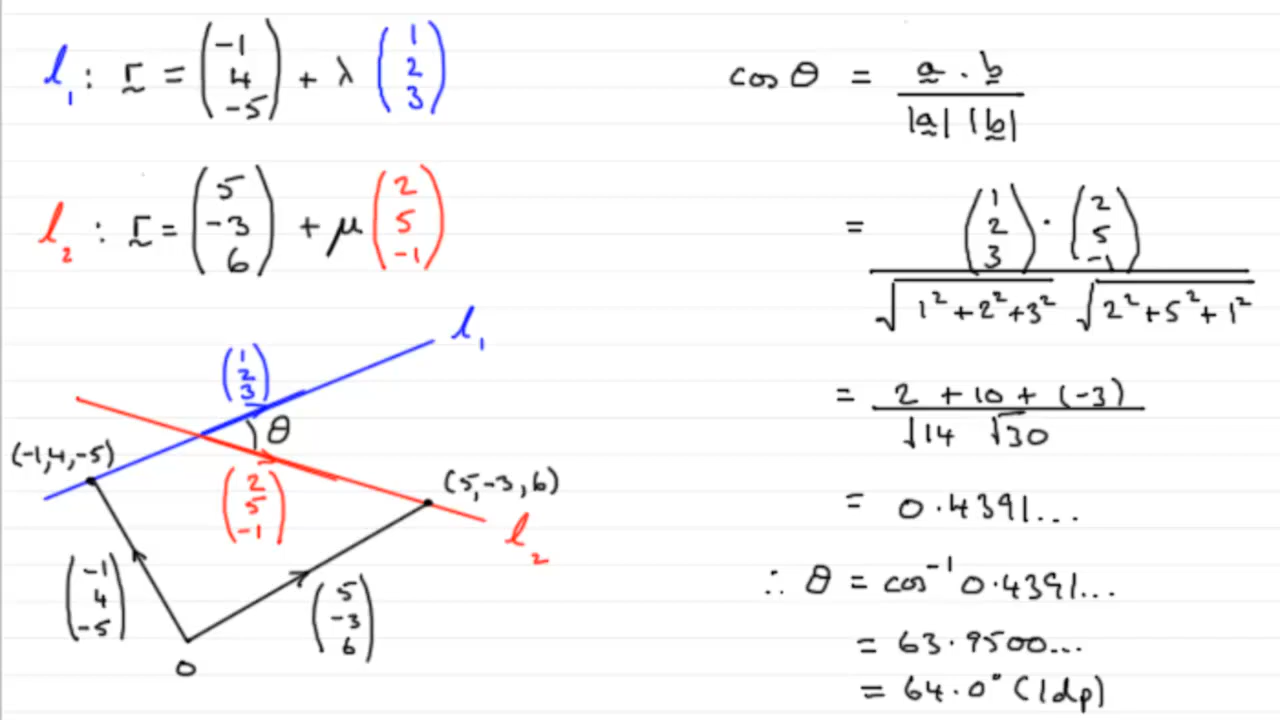 l₁ : r = (-1 4 -5) + λ (1 2 3)
l₂ : r = (5 -3 6) + μ (2 5 -1)
l₁
(1 2 3)
θ
(-1,4,-5)
(2 5 -1)
(5,-3,6)
l₂
(-1 4 -5)
(5 -3 6)
O
cos θ = a . b / |a| |b|
= (1 2 3) · (2 5 -1) / √(1²+2²+3²) √(2²+5²+1²)
= 2 + 10 + (-3) / √14 √30
= 0.4391...
∴ θ = cos⁻¹ 0.4391...
= 63.9500...
= 64.0° (1dp)